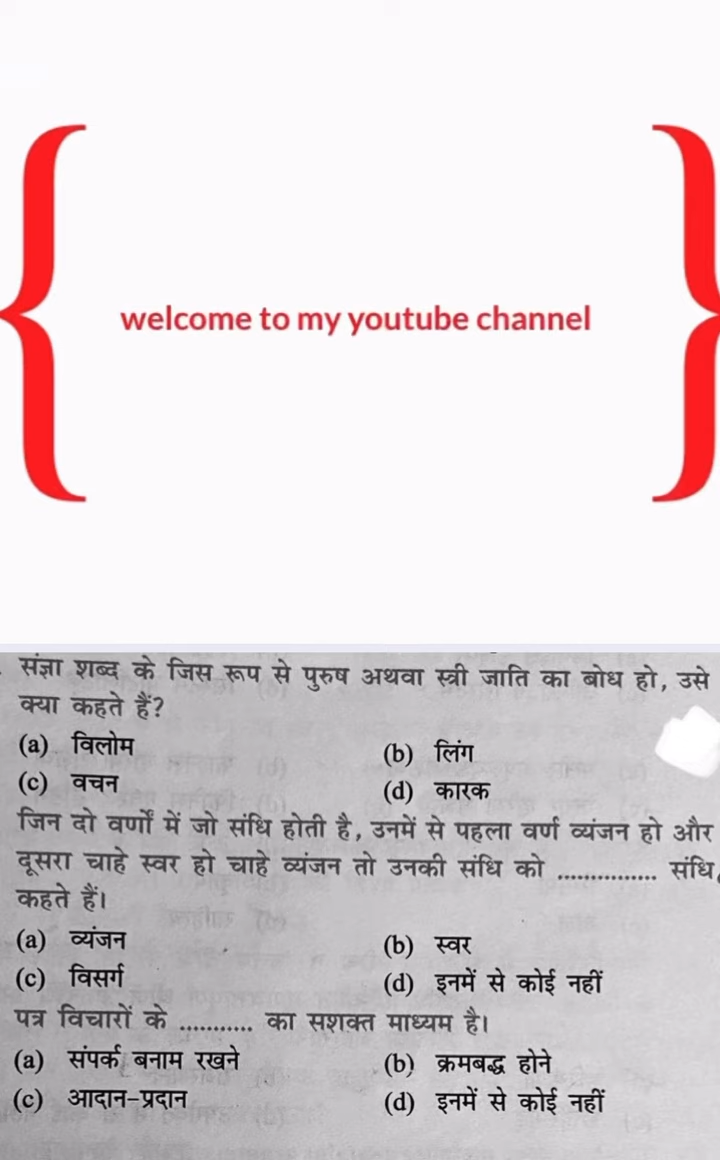 welcome to my youtube channel
संज्ञा शब्द के जिस रूप से पुरुष अथवा स्त्री जाति का बोध हो, उसे
क्या कहते हैं?
(a) विलोम (b) लिंग
(c) वचन (d) कारक
जिन दो वर्णों में जो संधि होती है, उनमें से पहला वर्ण व्यंजन हो और
दूसरा चाहे स्वर हो चाहे व्यंजन तो उनकी संधि को ............... संधि
कहते हैं।
(a) व्यंजन (b) स्वर
(c) विसर्ग (d) इनमें से कोई नहीं
पत्र विचारों के ........... का सशक्त माध्यम है।
(a) संपर्क बनाम रखने (b) क्रमबद्ध होने
(c) आदान-प्रदान (d) इनमें से कोई नहीं